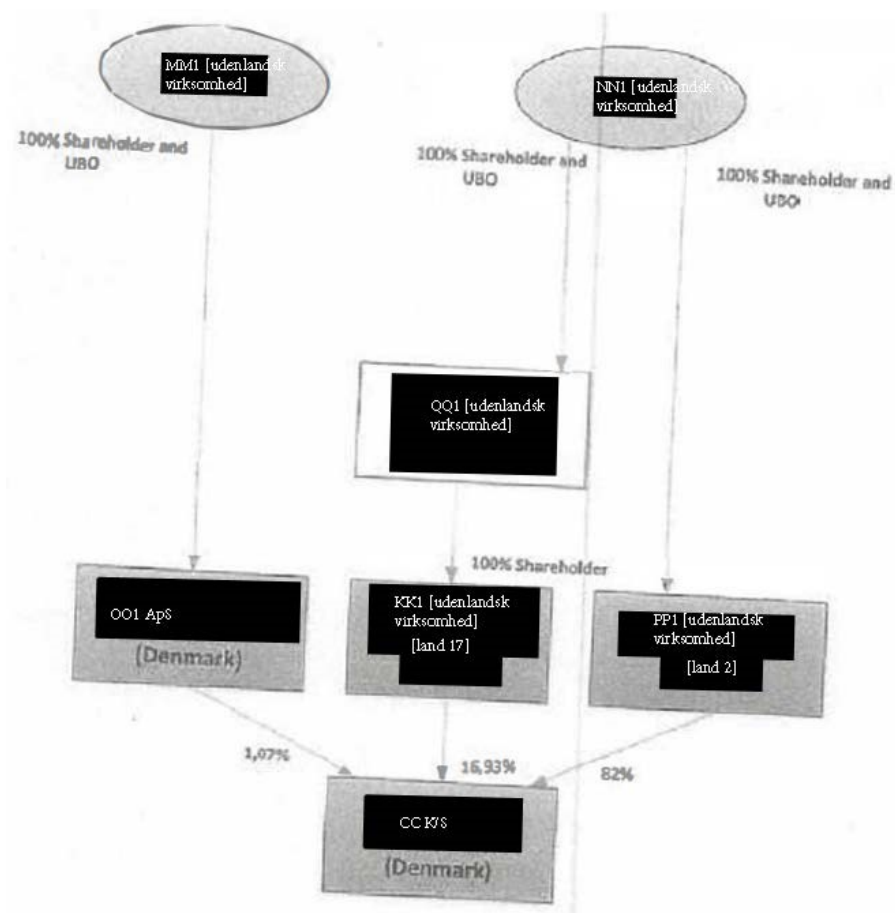 MM1 [udenlandsk
virksomhed]
NN1 [udenlandsk
virksomhed]
100% Shareholder and
UBO
100% Shareholder and
UBO
100% Shareholder and
UBO
QQ1 [udenlandsk
virksomhed]
100% Shareholder
OO1 ApS
(Denmark)
KK1 [udenlandsk
virksomhed]
[land 17]
PP1 [udenlandsk
virksomhed]
[land 2]
1,07%
16,93%
82%
CC K/S
(Denmark)